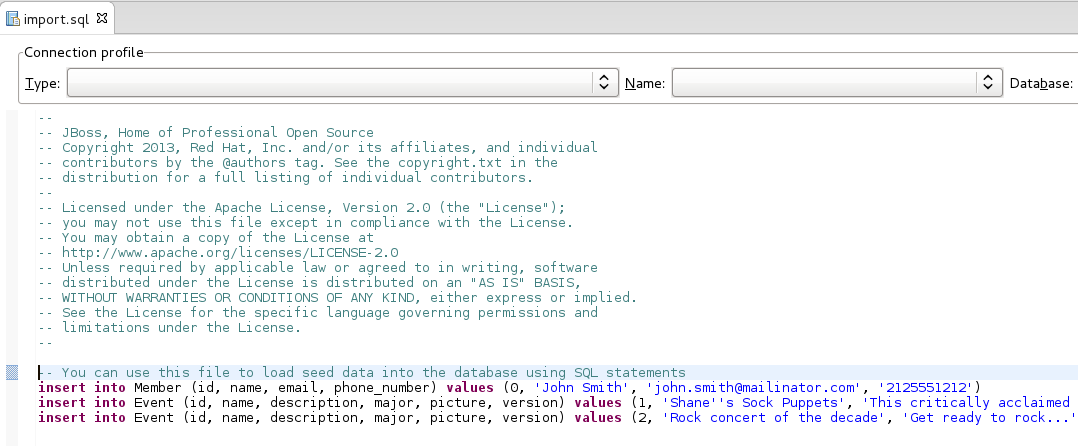 import.sql
Connection profile
Type: Name: Database:
--
-- JBoss, Home of Professional Open Source
-- Copyright 2013, Red Hat, Inc. and/or its affiliates, and individual
-- contributors by the @authors tag. See the copyright.txt in the
-- distribution for a full listing of individual contributors.
--
-- Licensed under the Apache License, Version 2.0 (the "License");
-- you may not use this file except in compliance with the License.
-- You may obtain a copy of the License at
-- http://www.apache.org/licenses/LICENSE-2.0
-- Unless required by applicable law or agreed to in writing, software
-- distributed under the License is distributed on an "AS IS" BASIS,
-- WITHOUT WARRANTIES OR CONDITIONS OF ANY KIND, either express or implied.
-- See the License for the specific language governing permissions and
-- limitations under the License.
--
-- You can use this file to load seed data into the database using SQL statements
insert into Member (id, name, email, phone_number) values (0, 'John Smith', 'john.smith@mailinator.com', '2125551212')
insert into Event (id, name, description, major, picture, version) values (1, 'Shane''s Sock Puppets', 'This critically acclaimed
insert into Event (id, name, description, major, picture, version) values (2, 'Rock concert of the decade', 'Get ready to rock...'